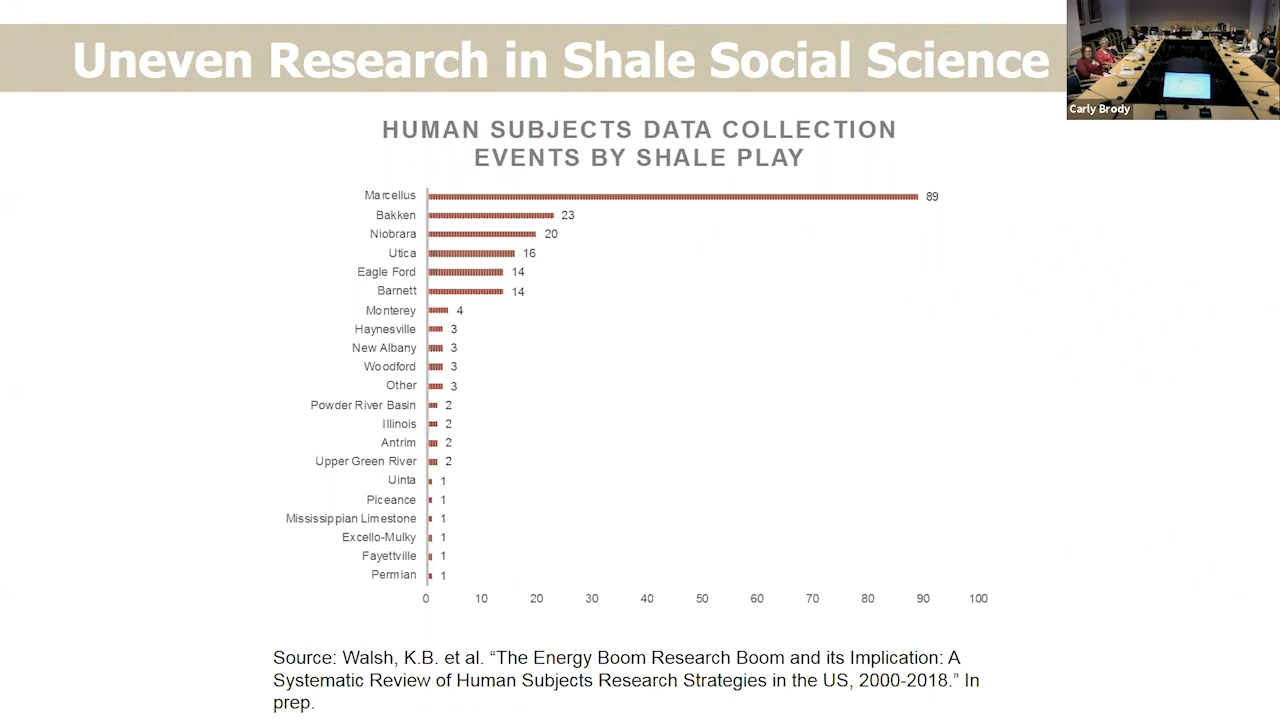 Uneven Research in Shale Social Science
Carly Brody
HUMAN SUBJECTS DATA COLLECTION
EVENTS BY SHALE PLAY
Marcellus 89
Bakken 23
Niobrara 20
Utica 16
Eagle Ford 14
Barnett 14
Monterey 4
Haynesville 3
New Albany 3
Woodford 3
Other 3
Powder River Basin 2
Illinois 2
Antrim 2
Upper Green River 2
Uinta 1
Piceance 1
Mississippian Limestone 1
Excello-Mulky 1
Fayettville 1
Permian 1
0 10 20 30 40 50 60 70 80 90 100
Source: Walsh, K.B. et al. “The Energy Boom Research Boom and its Implication: A
Systematic Review of Human Subjects Research Strategies in the US, 2000-2018.” In
prep.